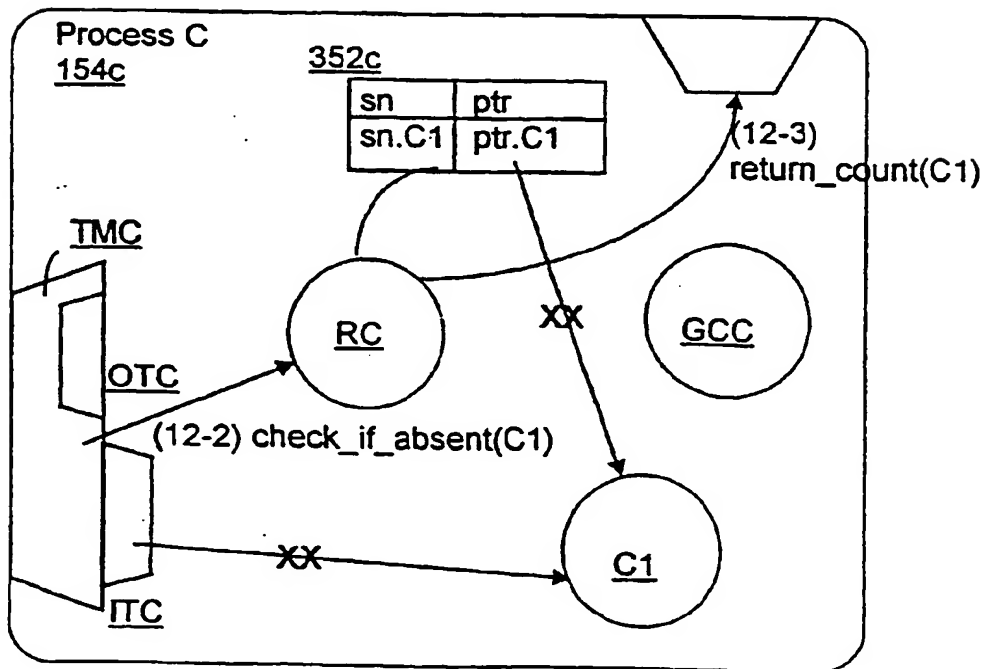 Process C
154c
352c
sn ptr
sn.C1 ptr.C1
(12-3)
return_count(C1)
TMC
RC
XX
GCC
OTC
(12-2) check_if_absent(C1)
XX
C1
ITC